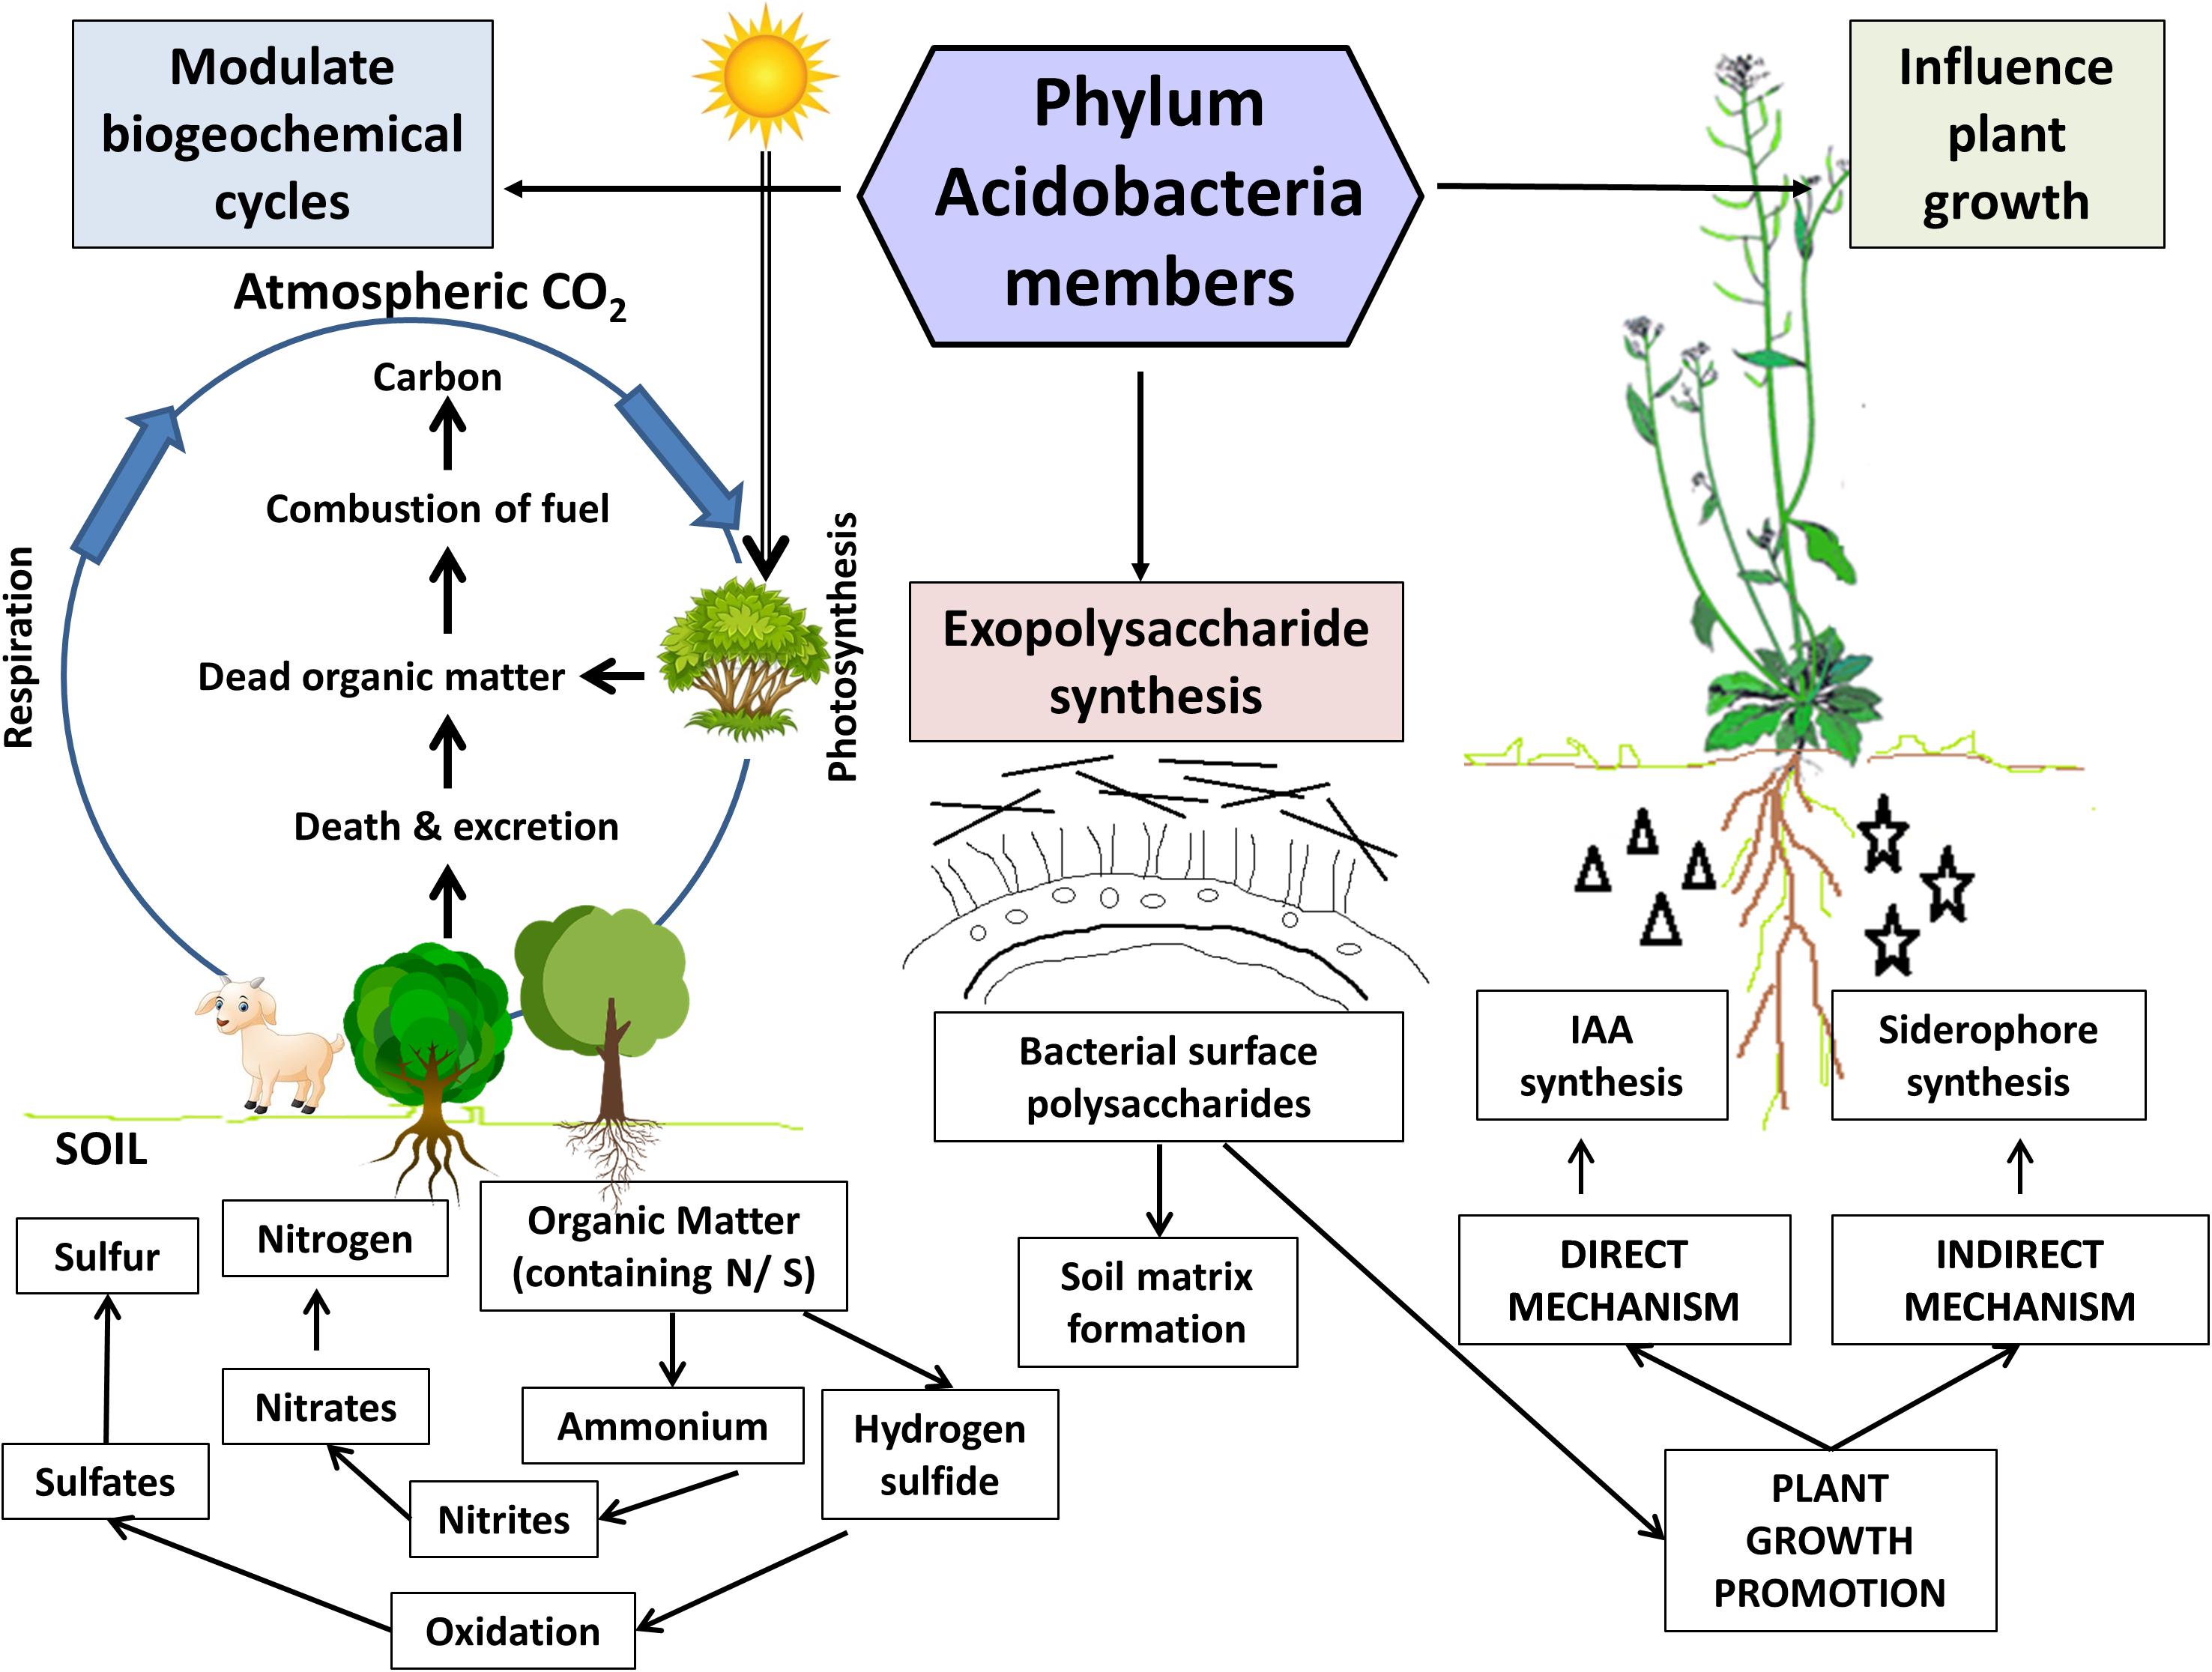 Modulate
biogeochemical
cycles
Phylum
Acidobacteria
members
Influence
plant
growth
Atmospheric CO₂
Carbon
Combustion of fuel
Respiration
Photosynthesis
Dead organic matter
Death & excretion
Exopolysaccharide
synthesis
Bacterial surface
polysaccharides
Soil matrix
formation
IAA
synthesis
Siderophore
synthesis
DIRECT
MECHANISM
INDIRECT
MECHANISM
PLANT
GROWTH
PROMOTION
SOIL
Sulfur
Nitrogen
Organic Matter
(containing N/ S)
Nitrates
Ammonium
Hydrogen
sulfide
Sulfates
Nitrites
Oxidation